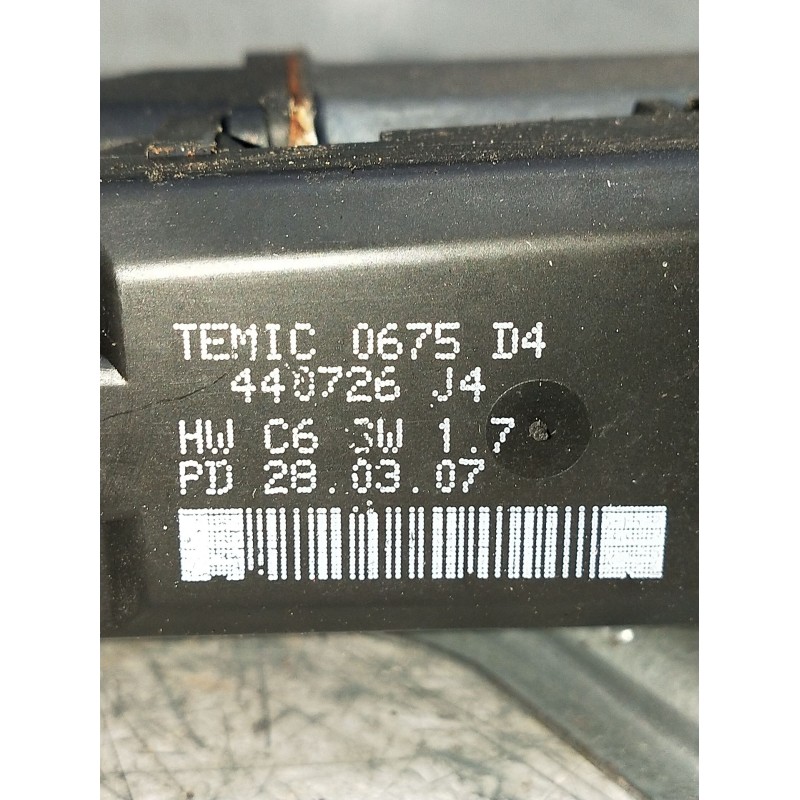 TEMIC 0675 D4
440726 J4
HW C6 SW 1.7
PD 28.03.07